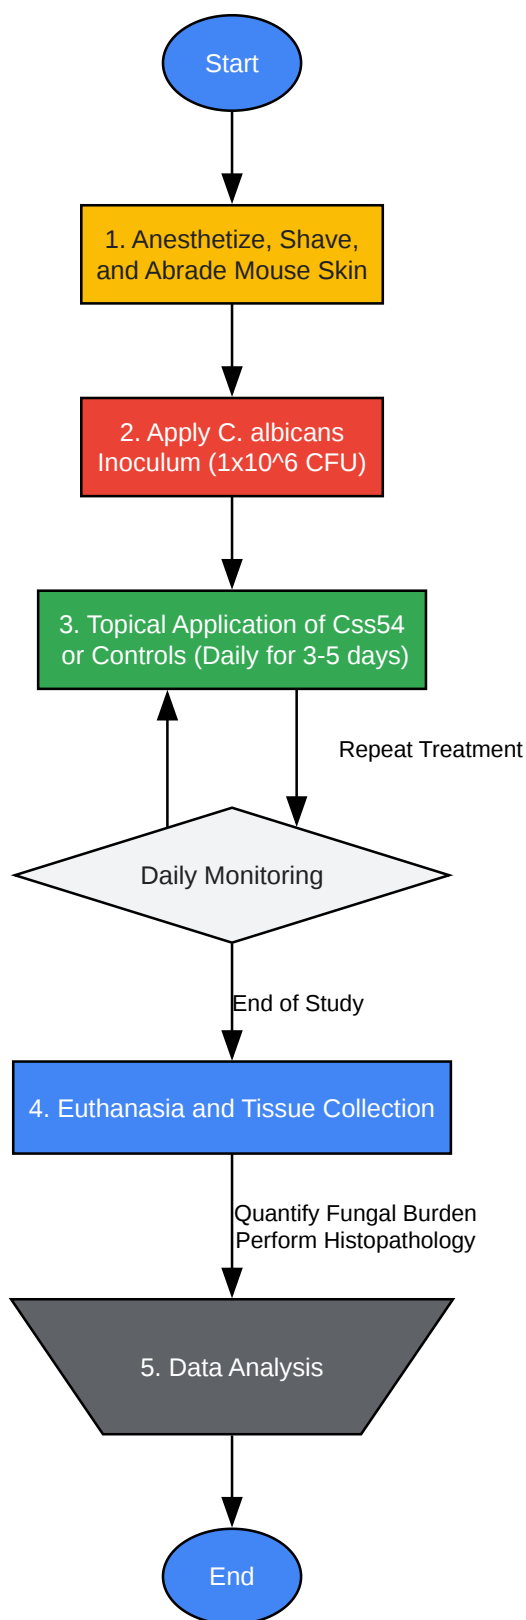 Start
1. Anesthetize, Shave,
and Abrade Mouse Skin
2. Apply C. albicans
Inoculum (1x10^6 CFU)
3. Topical Application of Css54
or Controls (Daily for 3-5 days)
Repeat Treatment
Daily Monitoring
End of Study
4. Euthanasia and Tissue Collection
Quantify Fungal Burden
Perform Histopathology
5. Data Analysis
End